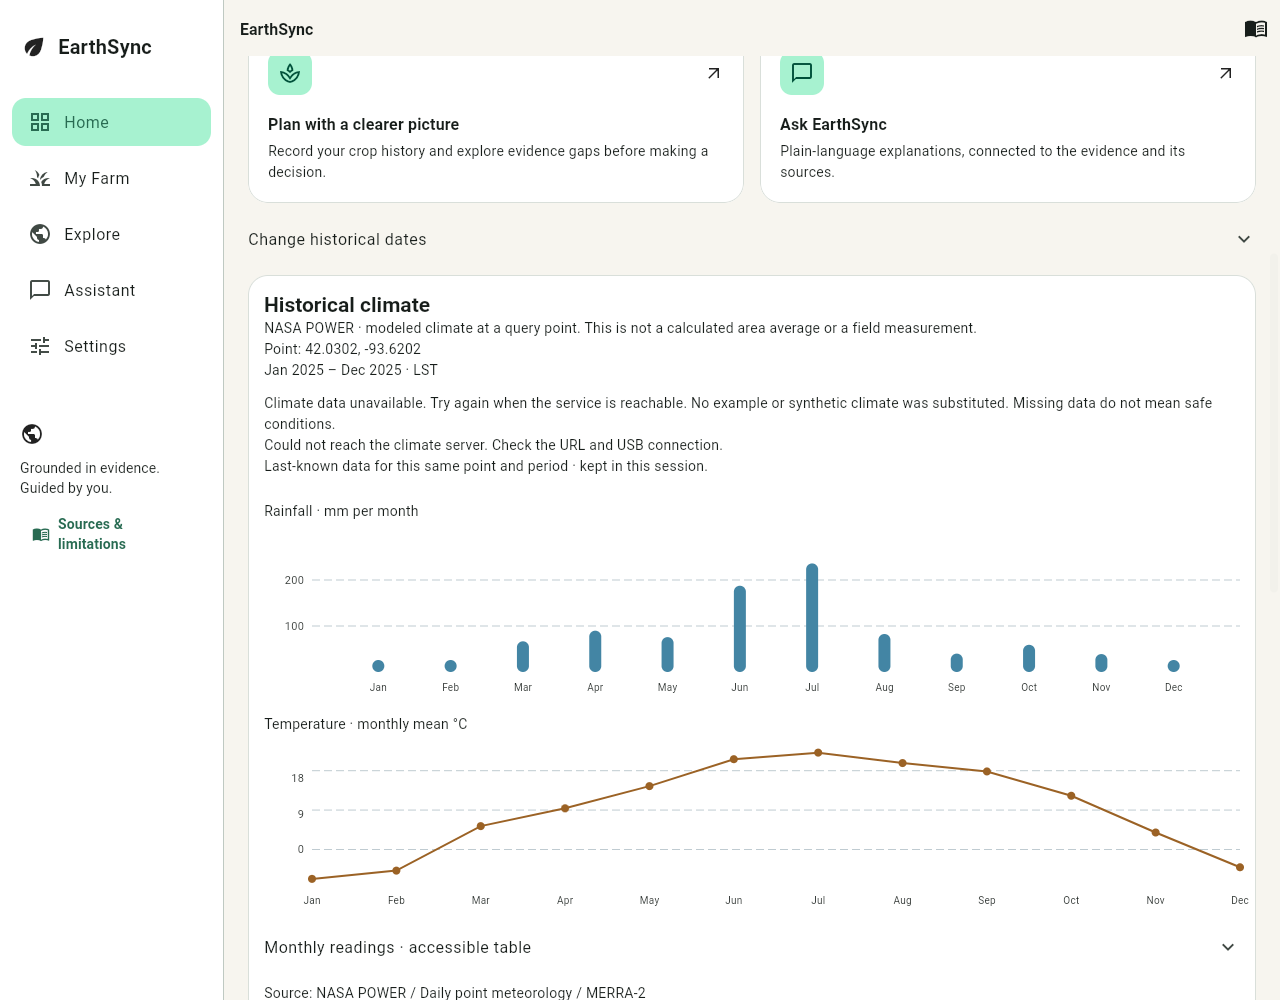 EarthSync
Home
My Farm
Explore
Assistant
Settings
Grounded in evidence.
Guided by you.
Sources &
limitations
EarthSync
Plan with a clearer picture
Record your crop history and explore evidence gaps before making a
decision.
Ask EarthSync
Plain-language explanations, connected to the evidence and its
sources.
Change historical dates
Historical climate
NASA POWER · modeled climate at a query point. This is not a calculated area average or a field measurement.
Point: 42.0302, -93.6202
Jan 2025 – Dec 2025 · LST
Climate data unavailable. Try again when the service is reachable. No example or synthetic climate was substituted. Missing data do not mean safe
conditions.
Could not reach the climate server. Check the URL and USB connection.
Last-known data for this same point and period · kept in this session.
Rainfall · mm per month
200
100
Jan Feb Mar Apr May Jun Jul Aug Sep Oct Nov Dec
Temperature · monthly mean °C
18
9
0
Jan Feb Mar Apr May Jun Jul Aug Sep Oct Nov Dec
Monthly readings · accessible table
Source: NASA POWER / Daily point meteorology / MERRA-2